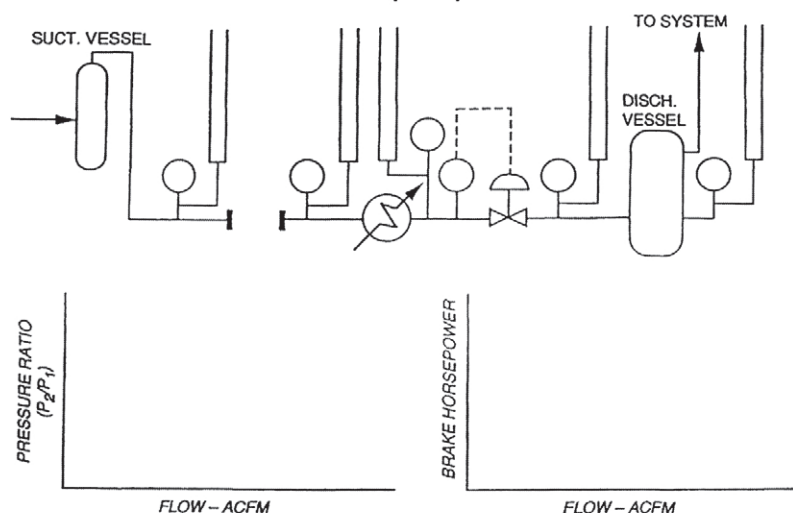 SUCT. VESSEL
TO SYSTEM
DISCH.
VESSEL
PRESSURE RATIO
(P₂/P₁)
FLOW – ACFM
BRAKE HORSEPOWER
FLOW – ACFM